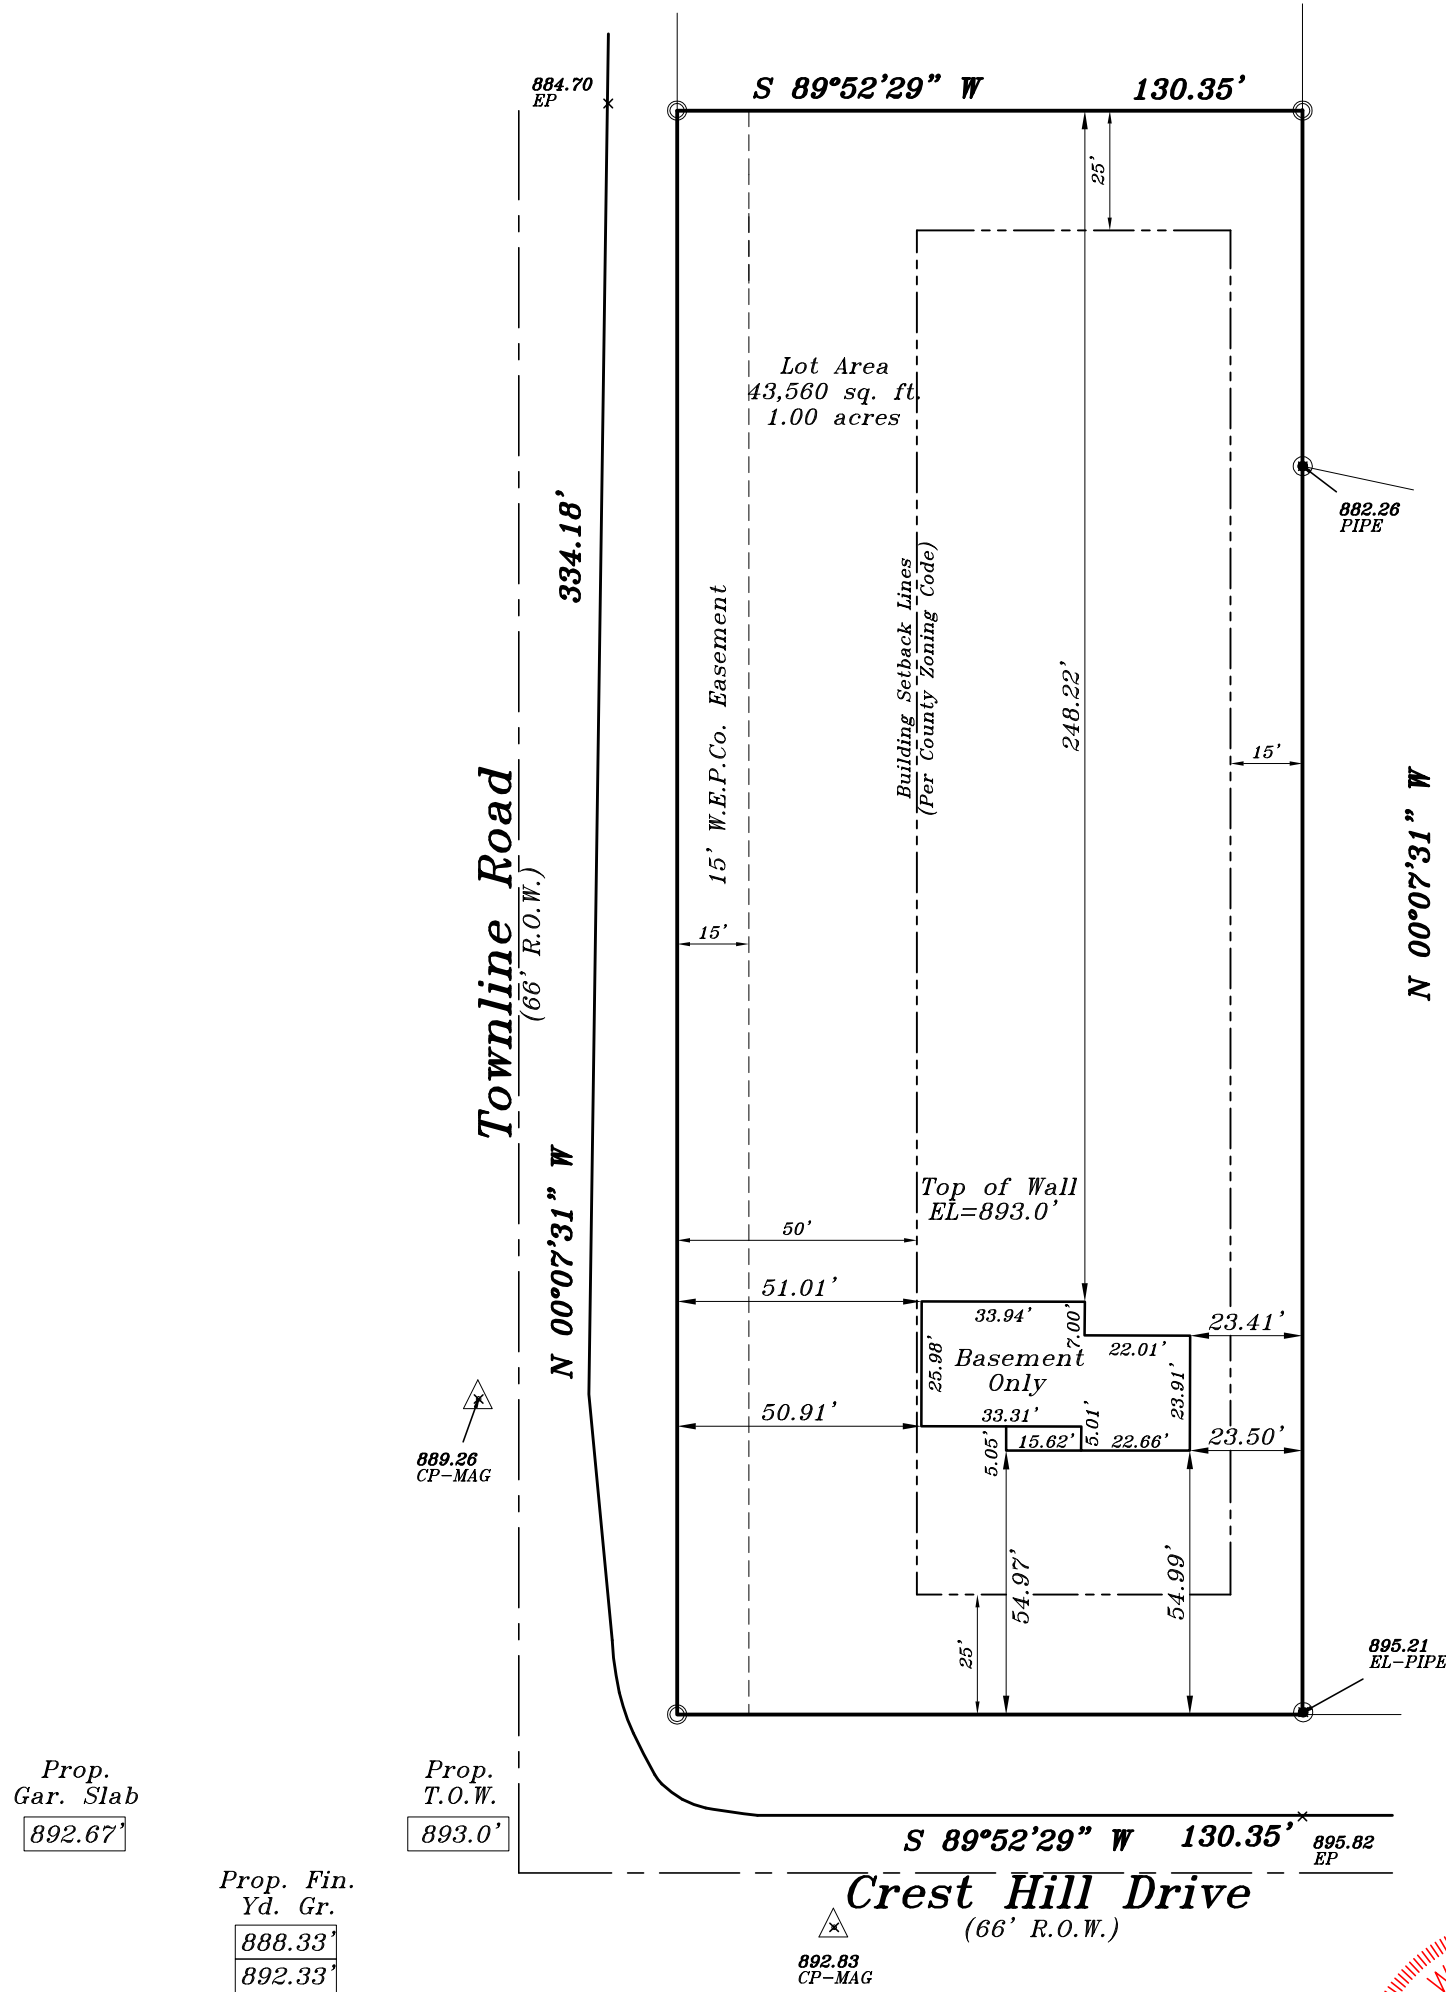 884.70
EP
S 89°52'29" W 130.35'
25'
Lot Area
43,560 sq. ft.
1.00 acres
334.18'
882.26
PIPE
15' W.E.P.Co. Easement
Building Setback Lines
(Per County Zoning Code)
248.22'
15'
N 00°07'31" W
Townline Road
(66' R.O.W.)
15'
N 00°07'31" W
Top of Wall
EL=893.0'
50'
51.01'
33.94'
7.00'
23.41'
22.01'
25.98'
Basement
Only
23.91'
50.91'
33.31'
5.01'
5.05'
15.62'
22.66'
23.50'
889.26
CP-MAG
54.97'
54.99'
25'
895.21
EL-PIPE
Prop.
Gar. Slab
892.67'
Prop.
T.O.W.
893.0'
S 89°52'29" W 130.35'
895.82
EP
Prop. Fin.
Yd. Gr.
888.33'
892.33'
Crest Hill Drive
(66' R.O.W.)
892.83
CP-MAG